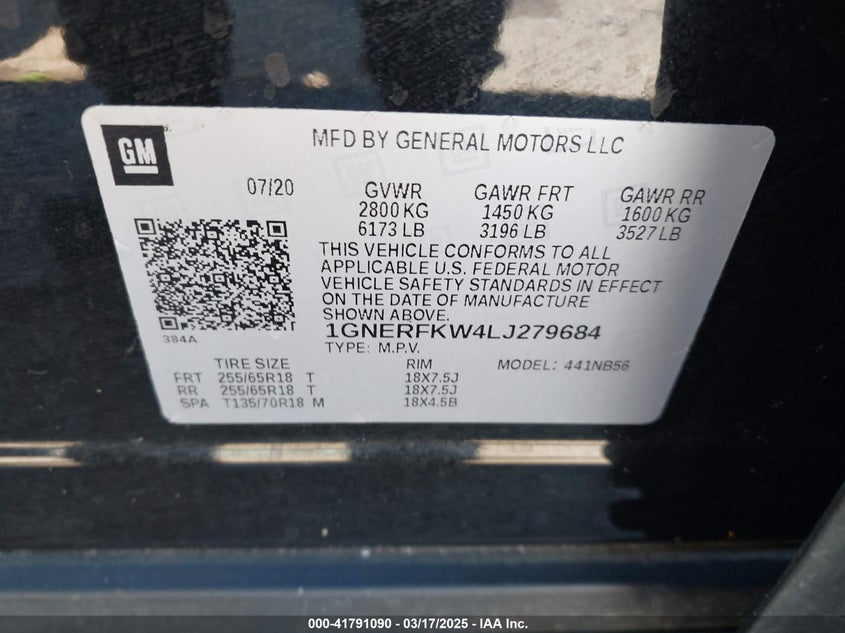 GM
MFD BY GENERAL MOTORS LLC
07/20 GVWR GAWR FRT GAWR RR
2800 KG 1450 KG 1600 KG
6173 LB 3196 LB 3527 LB
THIS VEHICLE CONFORMS TO ALL
APPLICABLE U.S. FEDERAL MOTOR
VEHICLE SAFETY STANDARDS IN EFFECT
ON THE DATE OF MANUFACTURE
SHOWN ABOVE.
384A
1GNERFKW4LJ279684
TYPE: M.P.V.
TIRE SIZE RIM MODEL: 441NB56
FRT 255/65R18 T 18X7.5J
RR 255/65R18 T 18X7.5J
SPA T135/70R18 M 18X4.5B
000-41791090 — 03/17/2025 — IAA Inc.